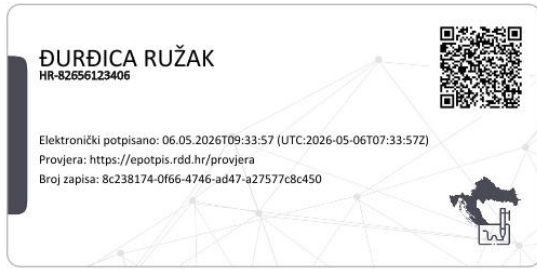 ĐURĐICA RUŽAK
HR-82656123406
Elektronički potpisano: 06.05.2026T09:33:57 (UTC:2026-05-06T07:33:57Z)
Provjera: https://epotpis.rdd.hr/provjera
Broj zapisa: 8c238174-0f66-4746-ad47-a27577c8c450